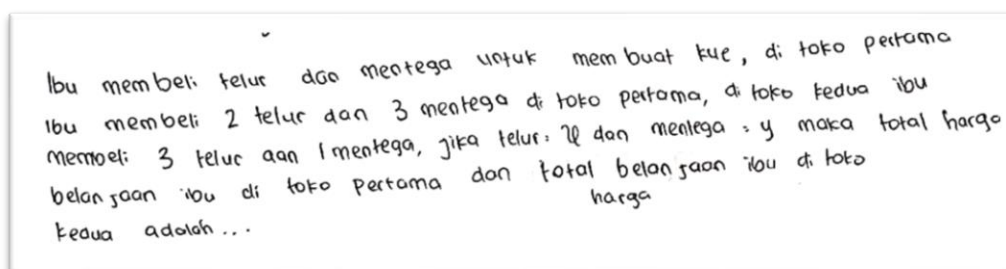 Ibu membeli telur dan mentega untuk membuat kue, di toko pertama
ibu membeli 2 telur dan 3 mentega di toko pertama, di toko kedua ibu
membeli 3 telur dan 1 mentega, jika telur = x dan mentega = y maka total harga
belanjaan ibu di toko pertama dan total belanjaan ibu di toko
harga
kedua adalah ...